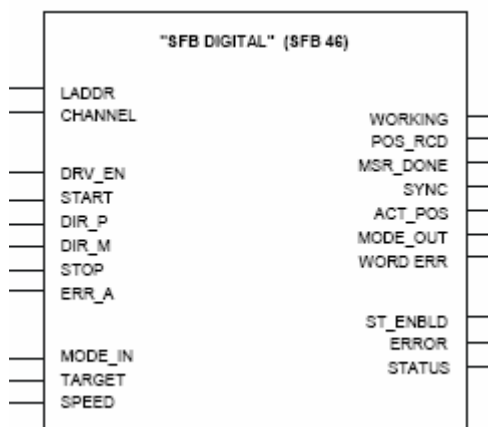 "SFB DIGITAL" (SFB 46)
LADDR
CHANNEL
DRV_EN
START
DIR_P
DIR_M
STOP
ERR_A
MODE_IN
TARGET
SPEED
WORKING
POS_RCD
MSR_DONE
SYNC
ACT_POS
MODE_OUT
WORD ERR
ST_ENBLD
ERROR
STATUS